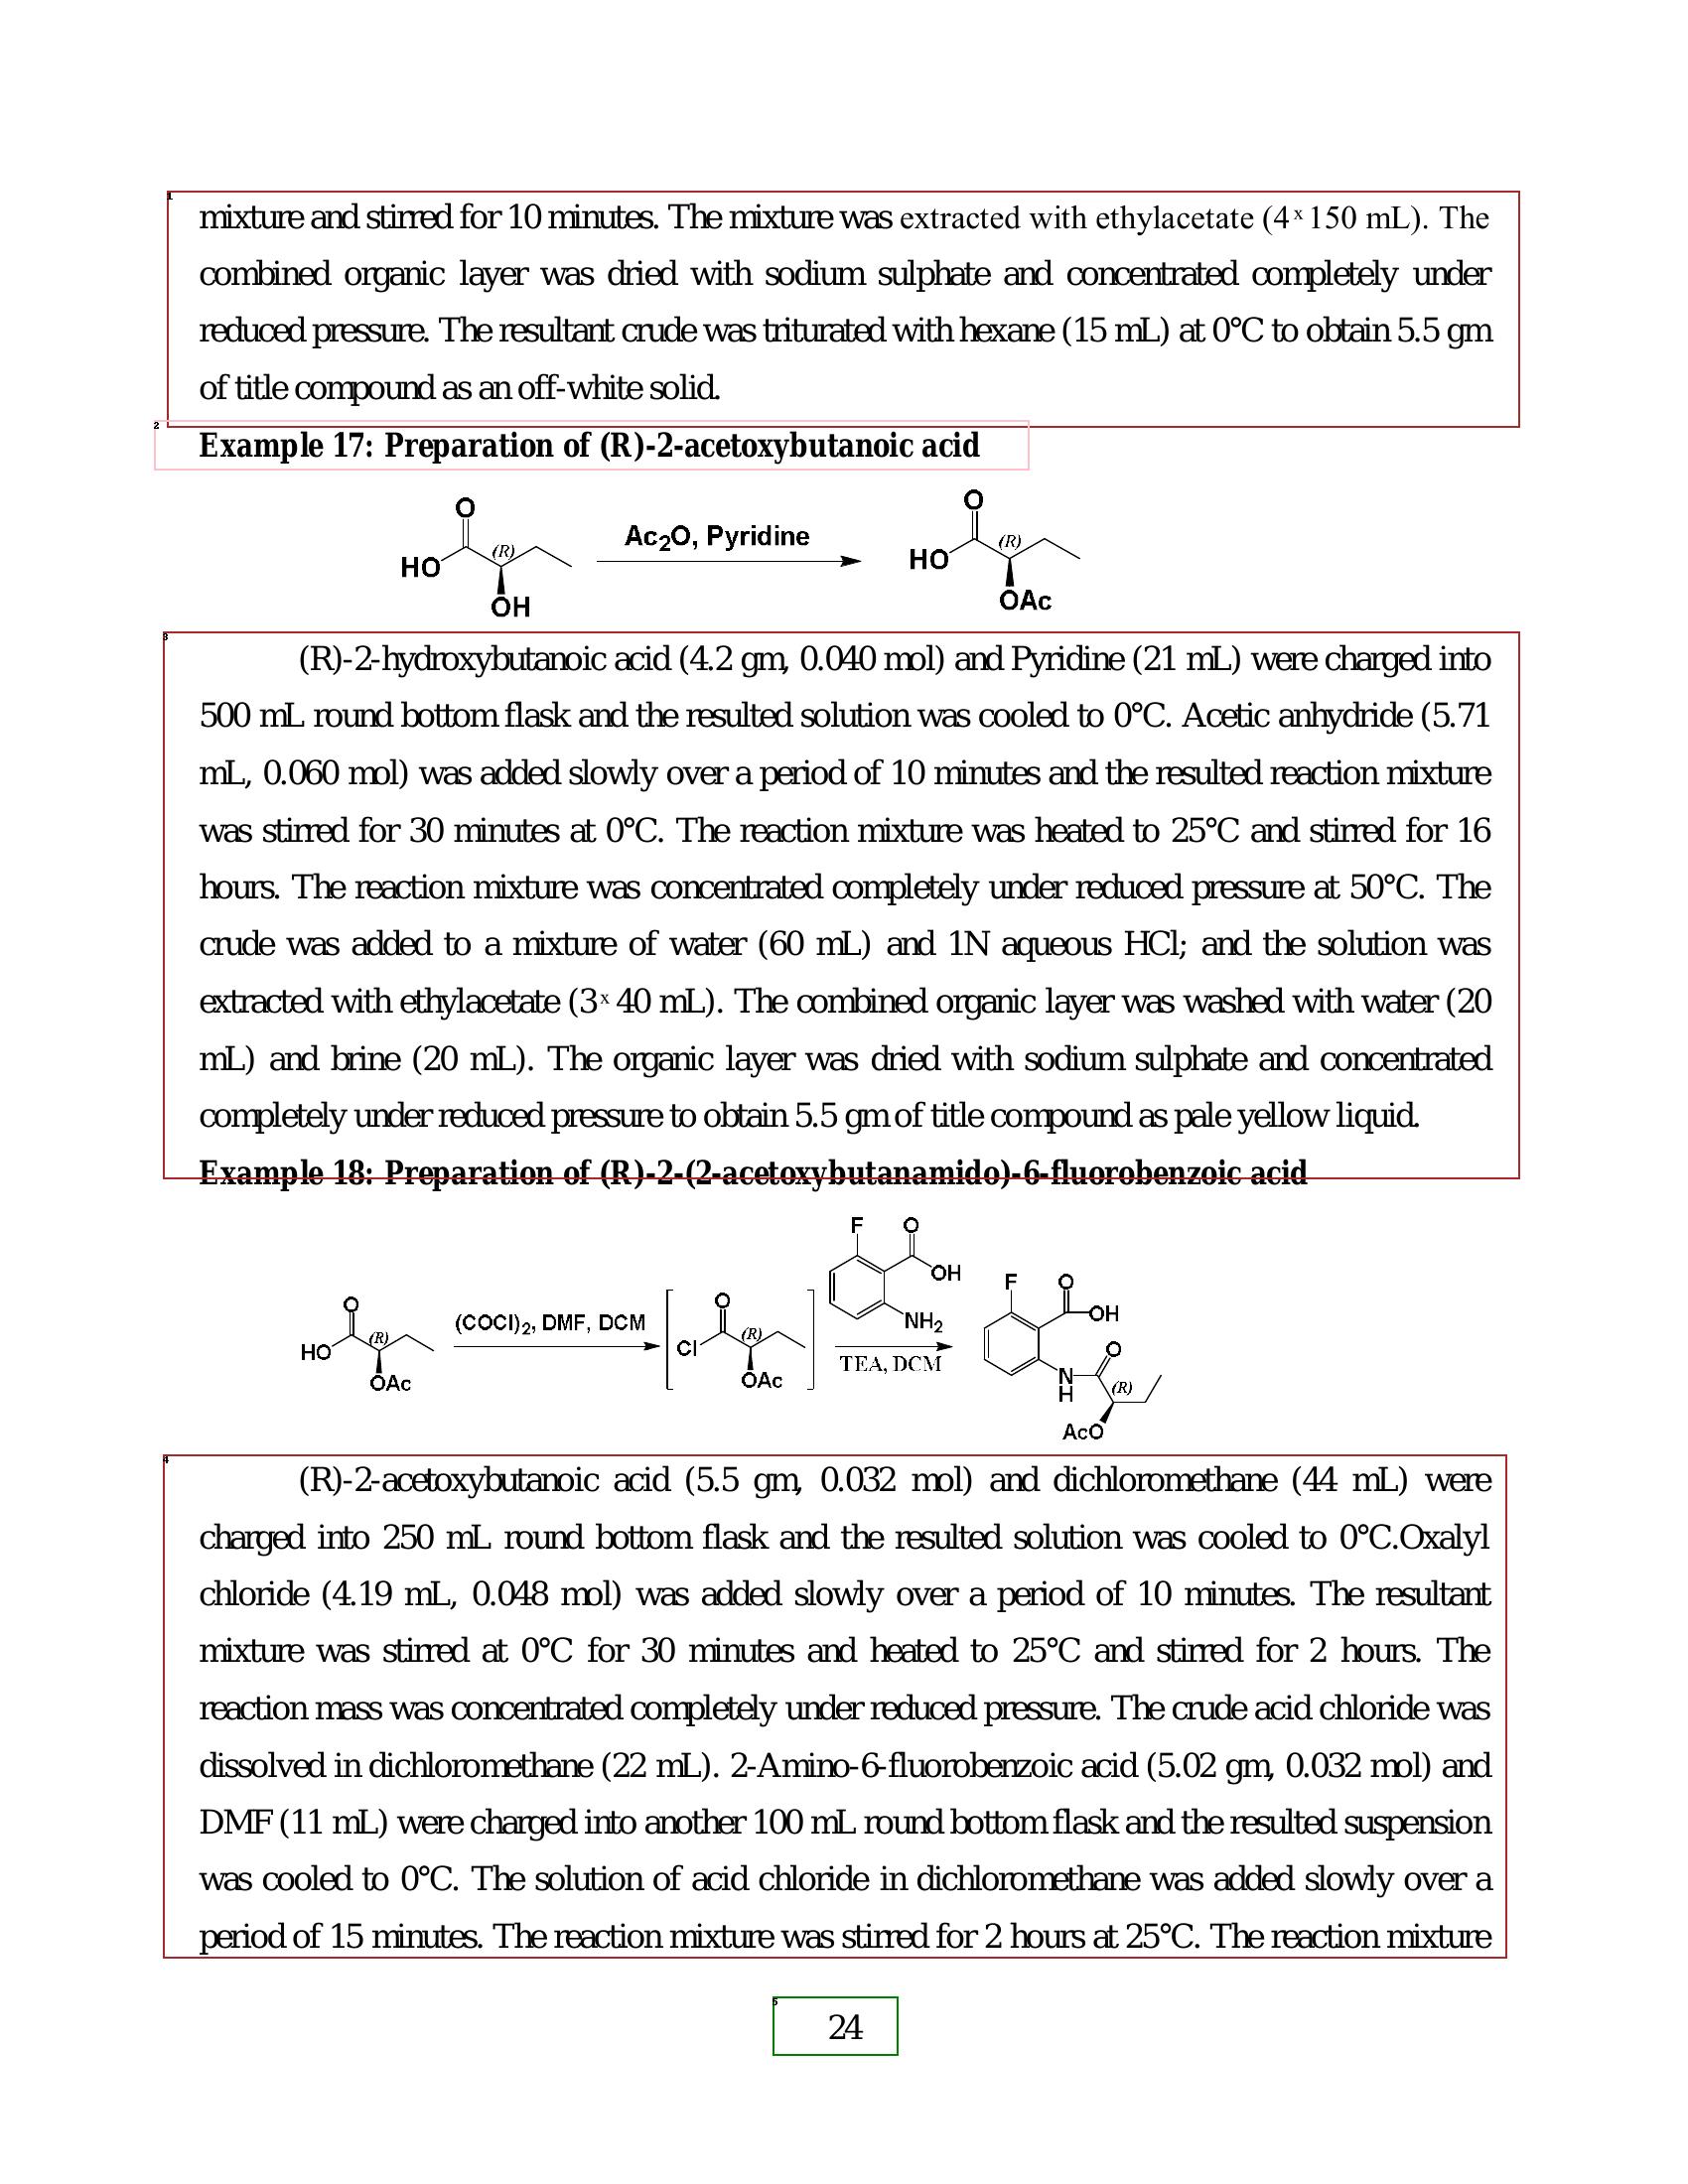 1
mixture and stirred for 10 minutes. The mixture was extracted with ethylacetate (4 x 150 mL). The
combined organic layer was dried with sodium sulphate and concentrated completely under
reduced pressure. The resultant crude was triturated with hexane (15 mL) at 0°C to obtain 5.5 gm
of title compound as an off-white solid.
2
Example 17: Preparation of (R)-2-acetoxybutanoic acid
O
HO
(R)
OH
Ac2O, Pyridine
O
HO
(R)
OAc
3
(R)-2-hydroxybutanoic acid (4.2 gm, 0.040 mol) and Pyridine (21 mL) were charged into
500 mL round bottom flask and the resulted solution was cooled to 0°C. Acetic anhydride (5.71
mL, 0.060 mol) was added slowly over a period of 10 minutes and the resulted reaction mixture
was stirred for 30 minutes at 0°C. The reaction mixture was heated to 25°C and stirred for 16
hours. The reaction mixture was concentrated completely under reduced pressure at 50°C. The
crude was added to a mixture of water (60 mL) and 1N aqueous HCl; and the solution was
extracted with ethylacetate (3 x 40 mL). The combined organic layer was washed with water (20
mL) and brine (20 mL). The organic layer was dried with sodium sulphate and concentrated
completely under reduced pressure to obtain 5.5 gm of title compound as pale yellow liquid.
Example 18: Preparation of (R)-2-(2-acetoxybutanamido)-6-fluorobenzoic acid
O
HO
(R)
OAc
(COCl)2, DMF, DCM
O
Cl
(R)
OAc
F
O
OH
NH2
TEA, DCM
F
O
OH
O
N
H
(R)
AcO
4
(R)-2-acetoxybutanoic acid (5.5 gm, 0.032 mol) and dichloromethane (44 mL) were
charged into 250 mL round bottom flask and the resulted solution was cooled to 0°C.Oxalyl
chloride (4.19 mL, 0.048 mol) was added slowly over a period of 10 minutes. The resultant
mixture was stirred at 0°C for 30 minutes and heated to 25°C and stirred for 2 hours. The
reaction mass was concentrated completely under reduced pressure. The crude acid chloride was
dissolved in dichloromethane (22 mL). 2-Amino-6-fluorobenzoic acid (5.02 gm, 0.032 mol) and
DMF (11 mL) were charged into another 100 mL round bottom flask and the resulted suspension
was cooled to 0°C. The solution of acid chloride in dichloromethane was added slowly over a
period of 15 minutes. The reaction mixture was stirred for 2 hours at 25°C. The reaction mixture
5
24